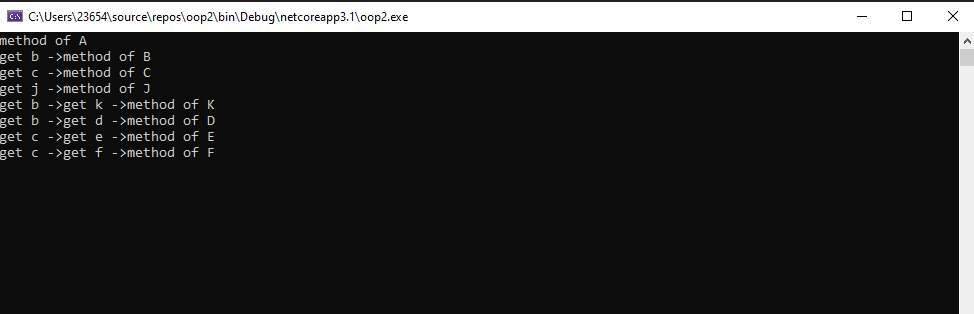 C:\Users\23654\source\repos\oop2\bin\Debug\netcoreapp3.1\oop2.exe
method of A
get b ->method of B
get c ->method of C
get j ->method of J
get b ->get k ->method of K
get b ->get d ->method of D
get c ->get e ->method of E
get c ->get f ->method of F